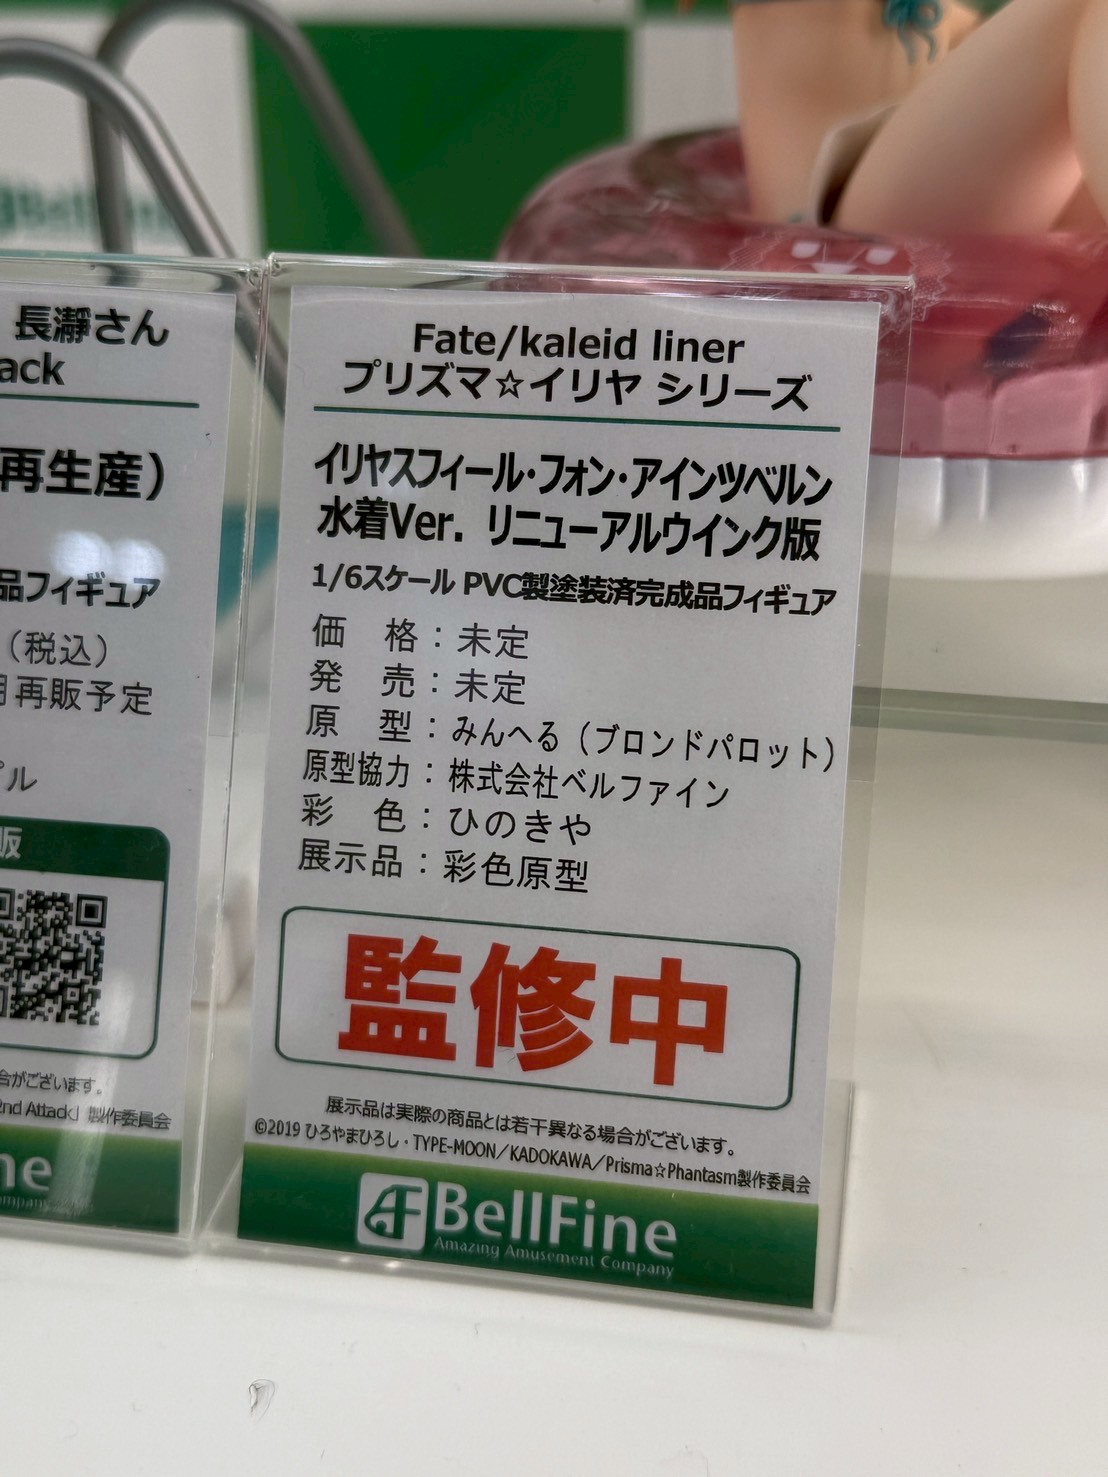 長瀞さん
ack
再生産）
品フィギュア
（税込）
再販予定
Fate/kaleid liner
プリズマ☆イリヤ シリーズ
イリヤスフィール・フォン・アインツベルン
水着Ver. リニューアルウインク版
1/6スケール PVC製塗装済完成品フィギュア
価　格：未定
発　売：未定
原　型：みんへる（ブロンドパロット）
原型協力：株式会社ベルファイン
彩　色：ひのきや
展示品：彩色原型
監修中
展示品は実際の商品とは若干異なる場合がございます。
©2019 ひろやまひろし・TYPE-MOON／KADOKAWA／Prisma☆Phantasm製作委員会
BellFine
Amazing Amusement Company
版
合がございます。
2nd Attack」製作委員会
ne
ompany